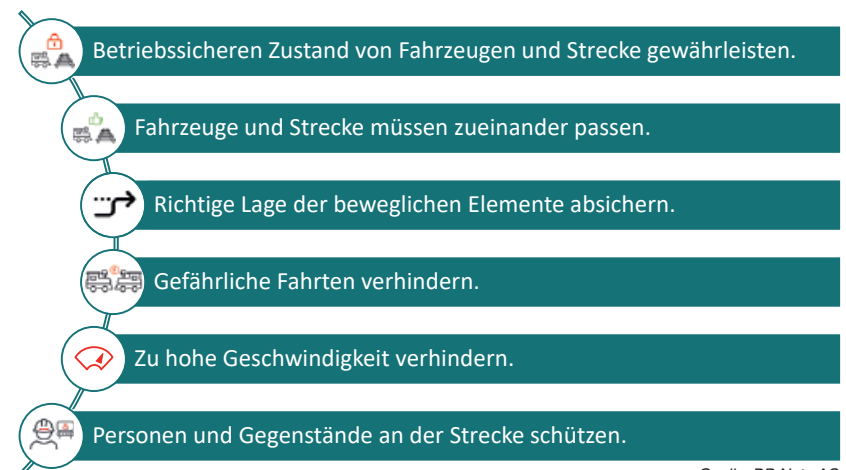 Betriebssicheren Zustand von Fahrzeugen und Strecke gewährleisten.
Fahrzeuge und Strecke müssen zueinander passen.
Richtige Lage der beweglichen Elemente absichern.
Gefährliche Fahrten verhindern.
Zu hohe Geschwindigkeit verhindern.
Personen und Gegenstände an der Strecke schützen.